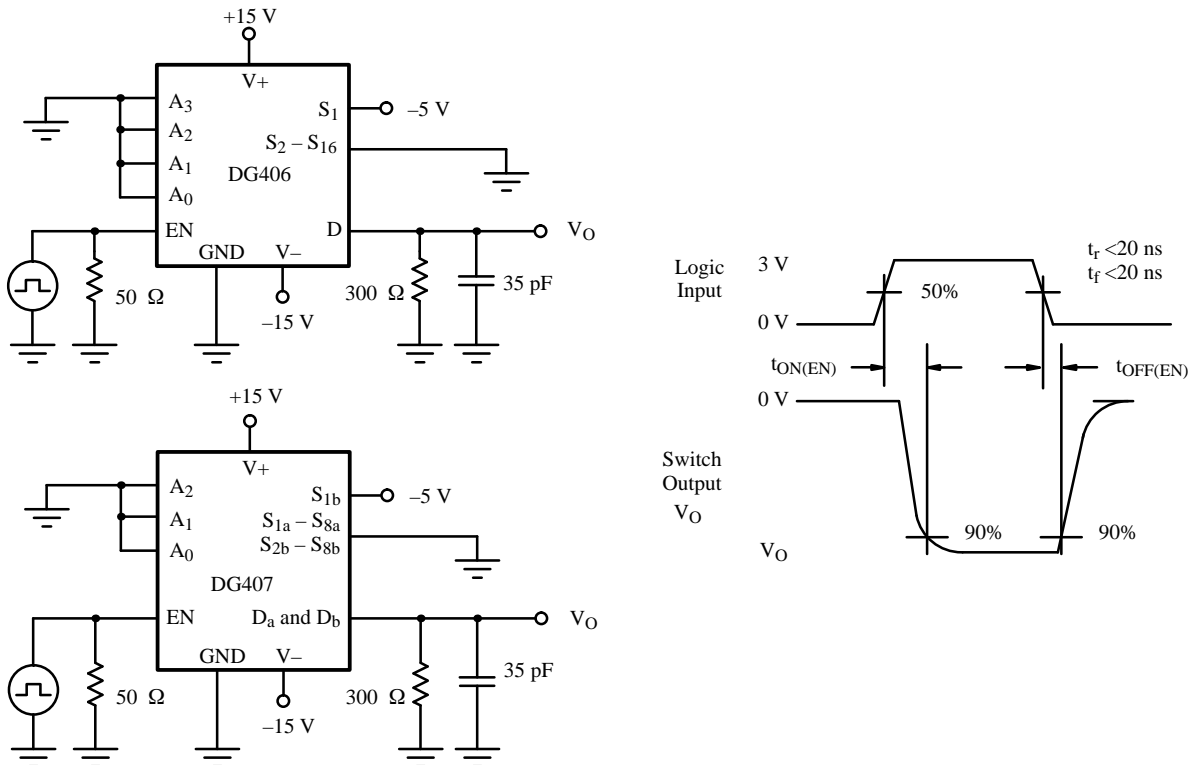 +15 V
V+
A3
A2
A1
A0
EN
S1
–5 V
S2 – S16
DG406
D
VO
GND
V–
50 Ω
–15 V
300 Ω
35 pF
+15 V
V+
A2
A1
A0
EN
S1b
–5 V
S1a – S8a
S2b – S8b
DG407
Da and Db
VO
GND
V–
50 Ω
–15 V
300 Ω
35 pF
Logic
Input
3 V
0 V
50%
tr <20 ns
tf <20 ns
tON(EN)
tOFF(EN)
0 V
Switch
Output
VO
VO
90%
90%